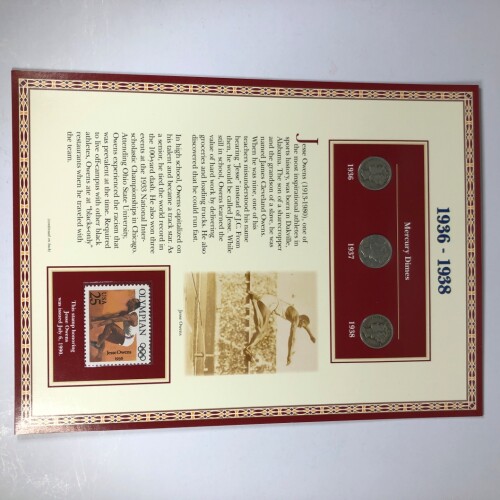 1936 - 1938
Mercury Dimes
1936
1937
1938
Jesse Owens (1913-1980), one of
the most inspirational athletes in
sports history, was born in Oakville,
Alabama. The son of a sharecropper
and the grandson of a slave, he was
named James Cleveland Owens.
When he was nine, one of his
teachers misunderstood his name
hearing "Jesse" instead of J.C. From
then, he would be called Jesse. While
still in school, Owens learned the
value of hard work by delivering
groceries and loading trucks. He also
discovered that he could run fast.
In high school, Owens capitalized on
his talent and became a track star. As
a senior, he tied the world record in
the 100-yard dash. He also won three
events at the 1933 National Inter-
scholastic Championships in Chicago.
Attending Ohio State University,
Owens experienced the racism that
was prevalent at the time. Required
to live off-campus with other black
athletes, Owens ate at "blacks-only"
restaurants when he traveled with
the team.
(continued on back)
Jesse Owens
OLYMPIAN
25
USA
Jesse Owens
1936
This stamp honoring
Jesse Owens
was issued July 6, 1990.